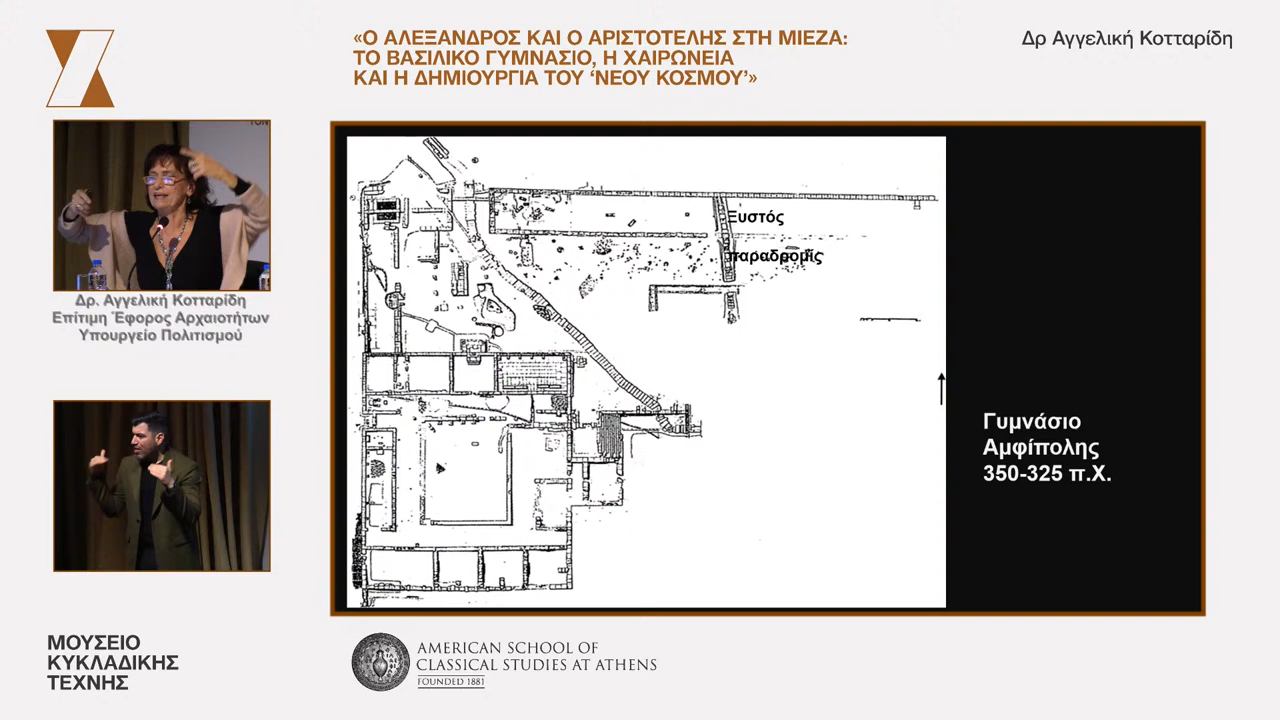 «Ο ΑΛΕΞΑΝΔΡΟΣ ΚΑΙ Ο ΑΡΙΣΤΟΤΕΛΗΣ ΣΤΗ ΜΙΕΖΑ:
ΤΟ ΒΑΣΙΛΙΚΟ ΓΥΜΝΑΣΙΟ, Η ΧΑΙΡΩΝΕΙΑ
ΚΑΙ Η ΔΗΜΙΟΥΡΓΙΑ ΤΟΥ ‘ΝΕΟΥ ΚΟΣΜΟΥ’»
Δρ Αγγελική Κοτταρίδη
Δρ. Αγγελική Κοτταρίδη
Επίτιμη Έφορος Αρχαιοτήτων
Υπουργείο Πολιτισμού
Ξυστός
παραδρομίς
Γυμνάσιο
Αμφίπολης
350-325 π.Χ.
ΜΟΥΣΕΙΟ
ΚΥΚΛΑΔΙΚΗΣ
ΤΕΧΝΗΣ
AMERICAN SCHOOL OF
CLASSICAL STUDIES AT ATHENS
FOUNDED 1881